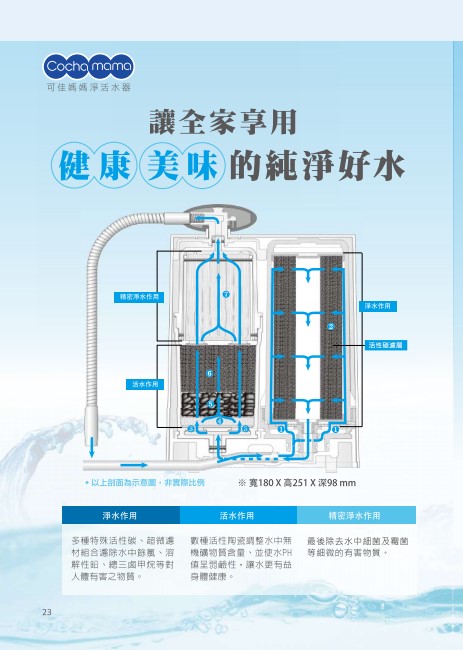 Cocha mama
可佳媽媽淨活水器
讓全家享用
健康美味的純淨好水
精密淨水作用
淨水作用
活性碳濾層
活水作用
⑦
②
⑥
④
③
③
①
①
*以上剖面為示意圖,非實際比例
※ 寬180 X 高251 X 深98 mm
淨水作用
活水作用
精密淨水作用
多種特殊活性碳、超微濾
材組合濾除水中餘氯、溶
解性鉛、總三鹵甲烷等對
人體有害之物質。
數種活性陶瓷調整水中無
機礦物質含量、並使水PH
值呈弱鹼性,讓水更有益
身體健康。
最後除去水中細菌及霉菌
等細微的有害物質。
23